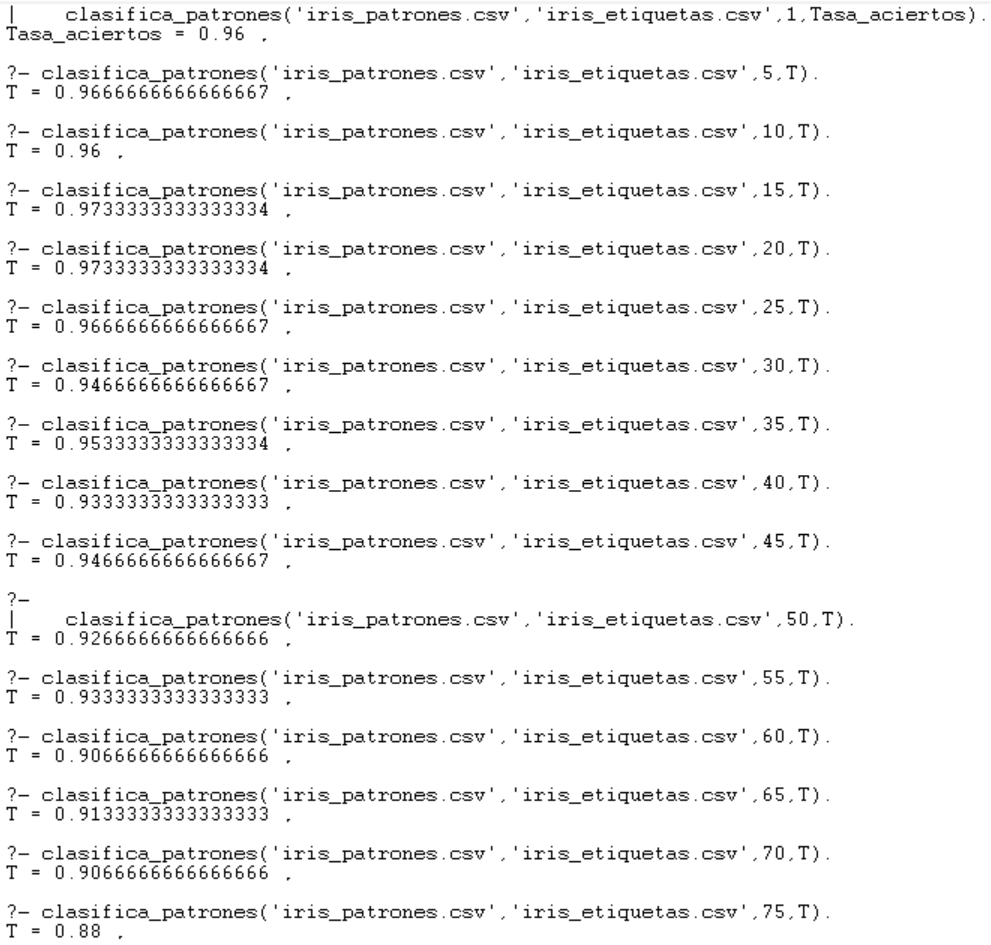 |    clasifica_patrones('iris_patrones.csv','iris_etiquetas.csv',1,Tasa_aciertos).
Tasa_aciertos = 0.96 ,
?- clasifica_patrones('iris_patrones.csv','iris_etiquetas.csv',5,T).
T = 0.9666666666666667 ,
?- clasifica_patrones('iris_patrones.csv','iris_etiquetas.csv',10,T).
T = 0.96 ,
?- clasifica_patrones('iris_patrones.csv','iris_etiquetas.csv',15,T).
T = 0.9733333333333334 ,
?- clasifica_patrones('iris_patrones.csv','iris_etiquetas.csv',20,T).
T = 0.9733333333333334 ,
?- clasifica_patrones('iris_patrones.csv','iris_etiquetas.csv',25,T).
T = 0.9666666666666667 ,
?- clasifica_patrones('iris_patrones.csv','iris_etiquetas.csv',30,T).
T = 0.9466666666666667 ,
?- clasifica_patrones('iris_patrones.csv','iris_etiquetas.csv',35,T).
T = 0.9533333333333334 ,
?- clasifica_patrones('iris_patrones.csv','iris_etiquetas.csv',40,T).
T = 0.9333333333333333 ,
?- clasifica_patrones('iris_patrones.csv','iris_etiquetas.csv',45,T).
T = 0.9466666666666667 ,
?-
|    clasifica_patrones('iris_patrones.csv','iris_etiquetas.csv',50,T).
T = 0.9266666666666666 ,
?- clasifica_patrones('iris_patrones.csv','iris_etiquetas.csv',55,T).
T = 0.9333333333333333 ,
?- clasifica_patrones('iris_patrones.csv','iris_etiquetas.csv',60,T).
T = 0.9066666666666666 ,
?- clasifica_patrones('iris_patrones.csv','iris_etiquetas.csv',65,T).
T = 0.9133333333333333 ,
?- clasifica_patrones('iris_patrones.csv','iris_etiquetas.csv',70,T).
T = 0.9066666666666666 ,
?- clasifica_patrones('iris_patrones.csv','iris_etiquetas.csv',75,T).
T = 0.88 ,